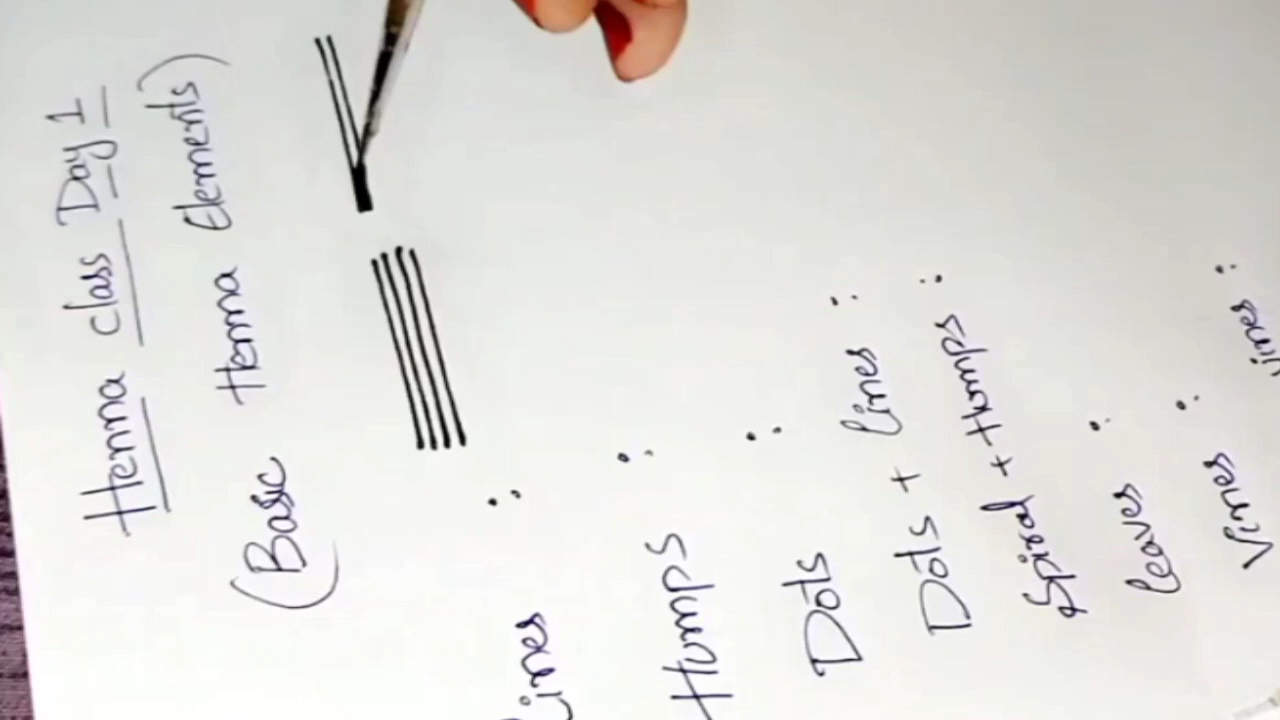 Henna class Day 1
(Basic Henna Elements)
Lines :
Humps :
Dots :
Dots + lines :
Spiral + Humps :
leaves :
Vines :